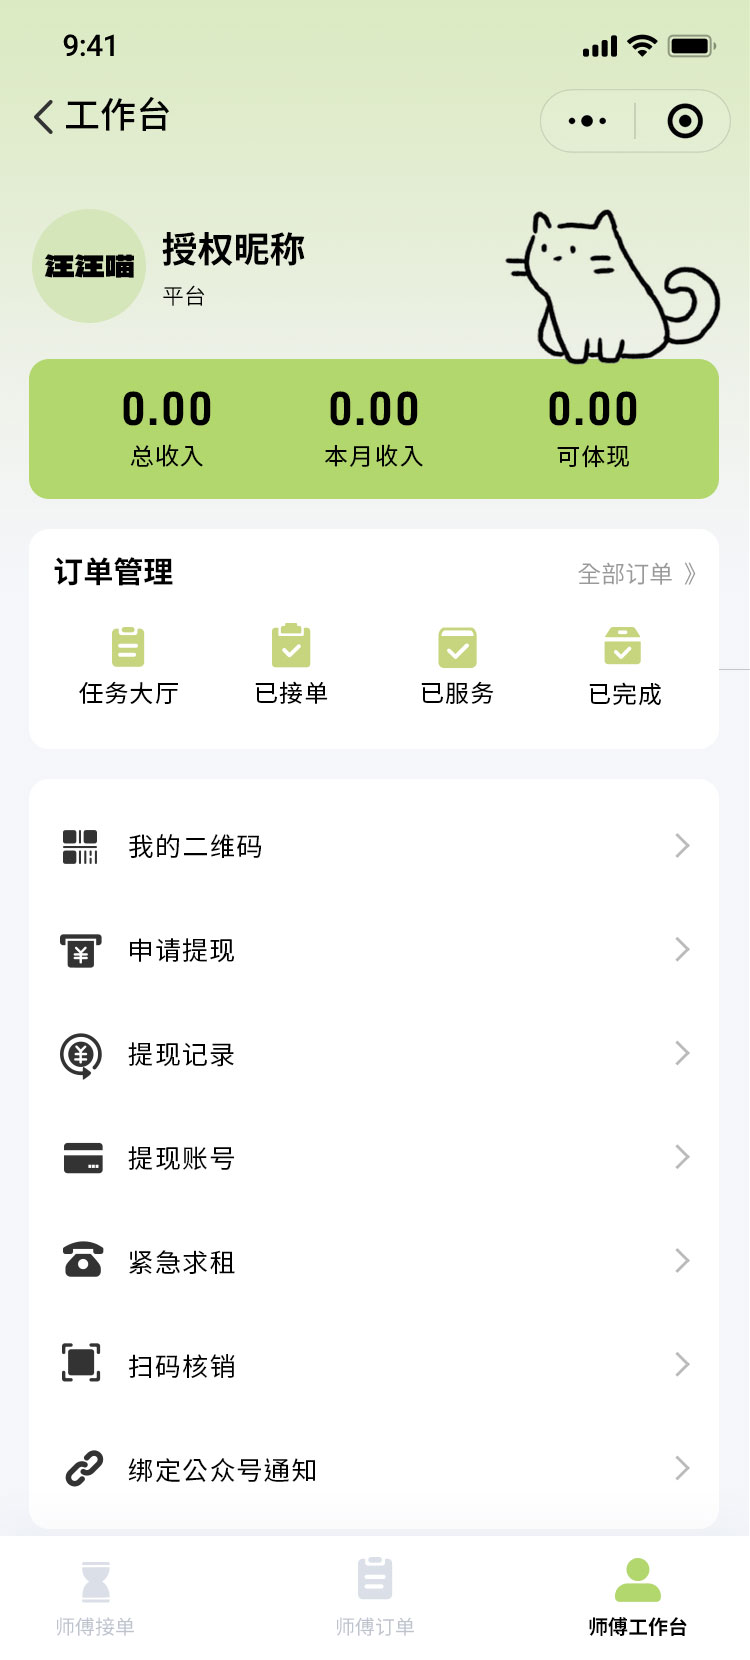 9:41
工作台
汪汪喵
授权昵称
平台
0.00 0.00 0.00
总收入 本月收入 可体现
订单管理 全部订单 》
任务大厅 已接单 已服务 已完成
我的二维码
申请提现
提现记录
提现账号
紧急求租
扫码核销
绑定公众号通知
师傅接单 师傅订单 师傅工作台